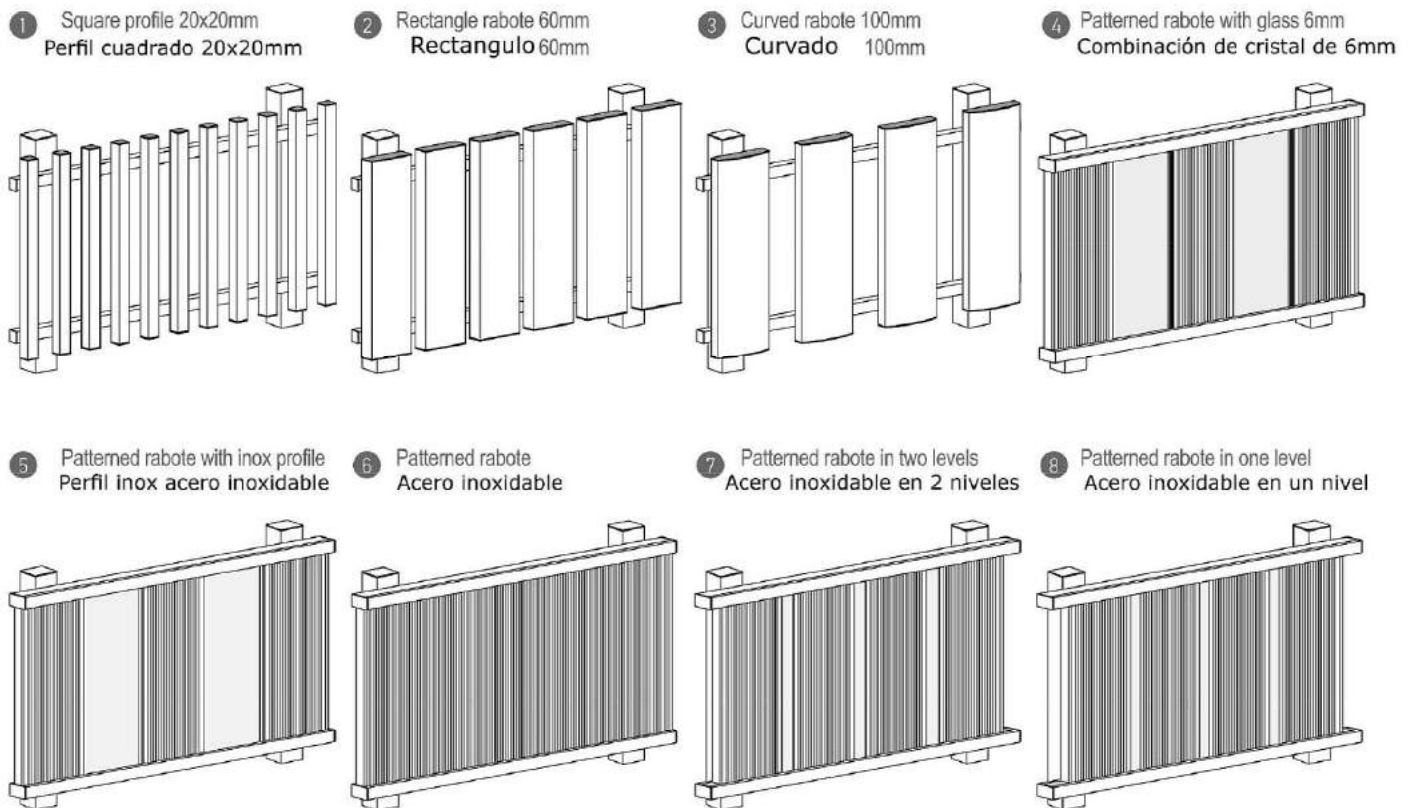 1 Square profile 20x20mm
Perfil cuadrado 20x20mm
2 Rectangle rabote 60mm
Rectangulo 60mm
3 Curved rabote 100mm
Curvado 100mm
4 Patterned rabote with glass 6mm
Combinación de cristal de 6mm
5 Patterned rabote with inox profile
Perfil inox acero inoxidable
6 Patterned rabote
Acero inoxidable
7 Patterned rabote in two levels
Acero inoxidable en 2 niveles
8 Patterned rabote in one level
Acero inoxidable en un nivel